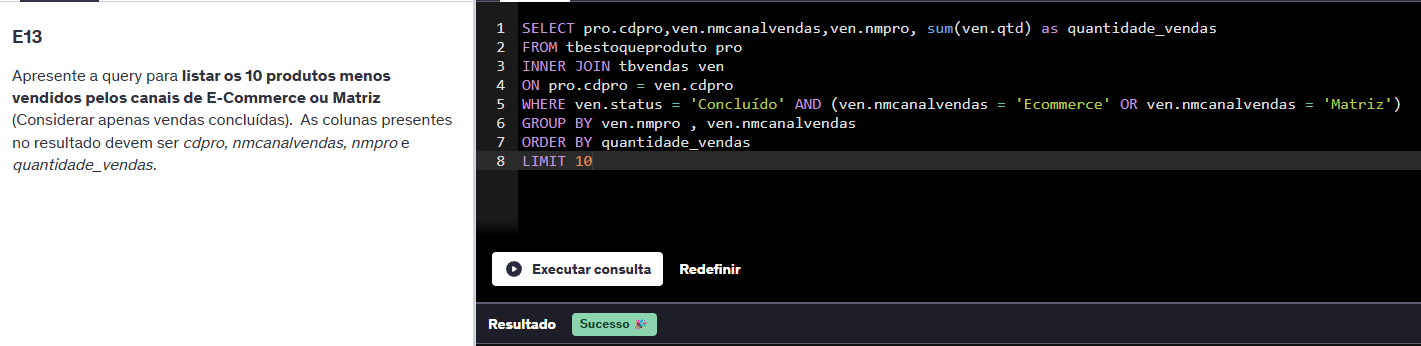 E13
Apresente a query para listar os 10 produtos menos
vendidos pelos canais de E-Commerce ou Matriz
(Considerar apenas vendas concluídas). As colunas presentes
no resultado devem ser cdpro, nmcanalvendas, nmpro e
quantidade_vendas.
1 SELECT pro.cdpro,ven.nmcanalvendas,ven.nmpro, sum(ven.qtd) as quantidade_vendas
2 FROM tbestoqueproduto pro
3 INNER JOIN tbvendas ven
4 ON pro.cdpro = ven.cdpro
5 WHERE ven.status = 'Concluído' AND (ven.nmcanalvendas = 'Ecommerce' OR ven.nmcanalvendas = 'Matriz')
6 GROUP BY ven.nmpro , ven.nmcanalvendas
7 ORDER BY quantidade_vendas
8 LIMIT 10
Executar consulta Redefinir
Resultado Sucesso 🎉